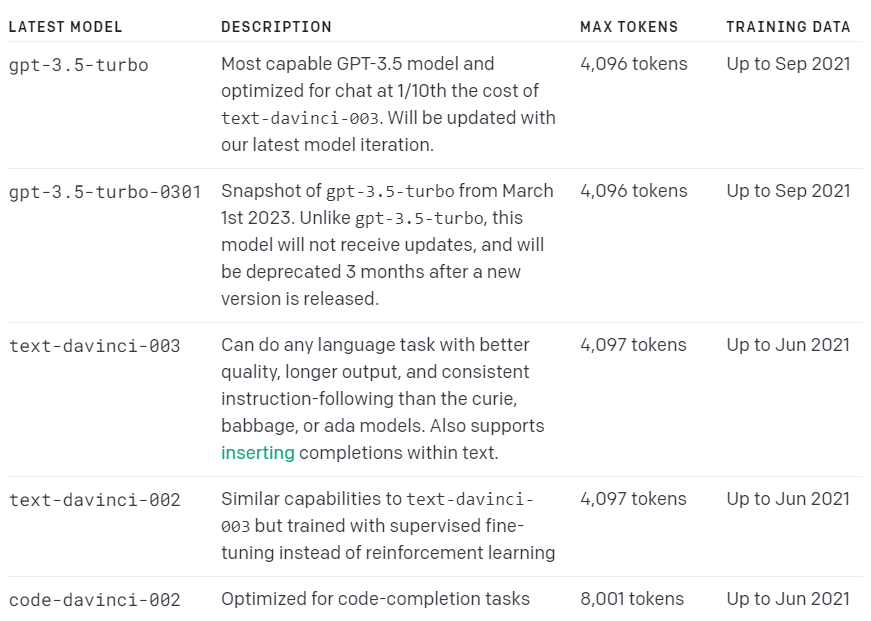 LATEST MODEL DESCRIPTION MAX TOKENS TRAINING DATA
gpt-3.5-turbo Most capable GPT-3.5 model and 4,096 tokens Up to Sep 2021
optimized for chat at 1/10th the cost of
text-davinci-003. Will be updated with
our latest model iteration.
gpt-3.5-turbo-0301 Snapshot of gpt-3.5-turbo from March 4,096 tokens Up to Sep 2021
1st 2023. Unlike gpt-3.5-turbo, this
model will not receive updates, and will
be deprecated 3 months after a new
version is released.
text-davinci-003 Can do any language task with better 4,097 tokens Up to Jun 2021
quality, longer output, and consistent
instruction-following than the curie,
babbage, or ada models. Also supports
inserting completions within text.
text-davinci-002 Similar capabilities to text-davinci- 4,097 tokens Up to Jun 2021
003 but trained with supervised fine-
tuning instead of reinforcement learning
code-davinci-002 Optimized for code-completion tasks 8,001 tokens Up to Jun 2021